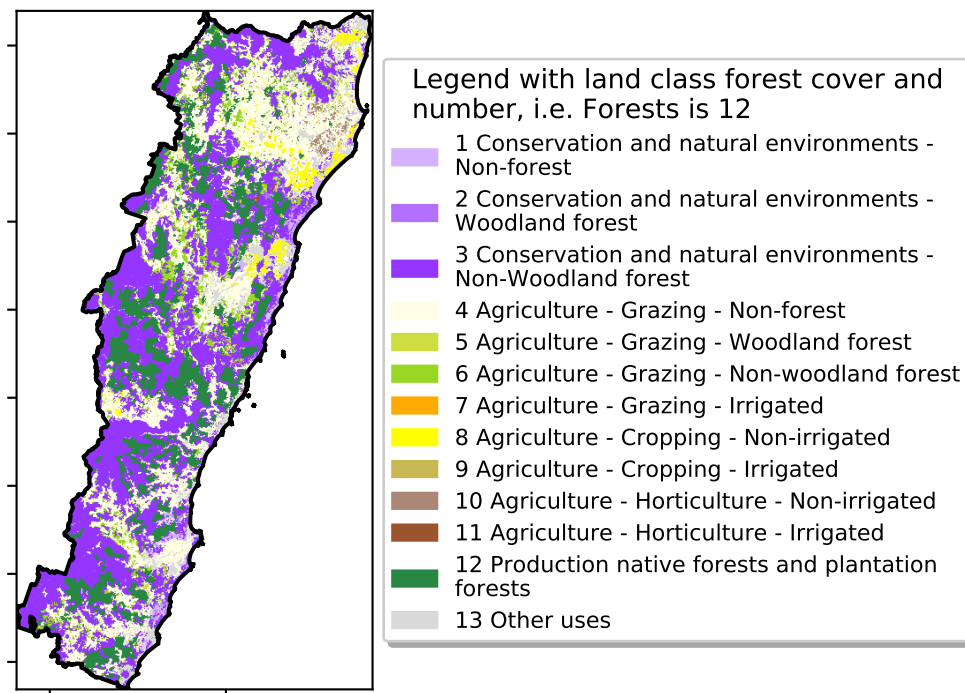 Legend with land class forest cover and
number, i.e. Forests is 12
1 Conservation and natural environments -
Non-forest
2 Conservation and natural environments -
Woodland forest
3 Conservation and natural environments -
Non-Woodland forest
4 Agriculture - Grazing - Non-forest
5 Agriculture - Grazing - Woodland forest
6 Agriculture - Grazing - Non-woodland forest
7 Agriculture - Grazing - Irrigated
8 Agriculture - Cropping - Non-irrigated
9 Agriculture - Cropping - Irrigated
10 Agriculture - Horticulture - Non-irrigated
11 Agriculture - Horticulture - Irrigated
12 Production native forests and plantation
forests
13 Other uses